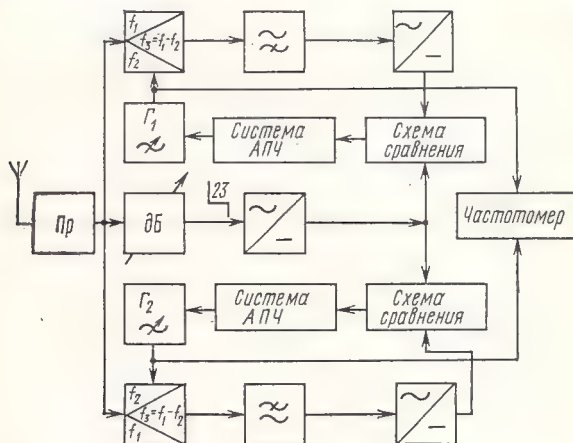 f₁
f₃=f₁-f₂
f₂
Г₁
Система
АПЧ
Схема
сравнения
Пр
дБ
23
Частотомер
Г₂
Система
АПЧ
Схема
сравнения
f₂
f₃=f₁-f₂
f₁